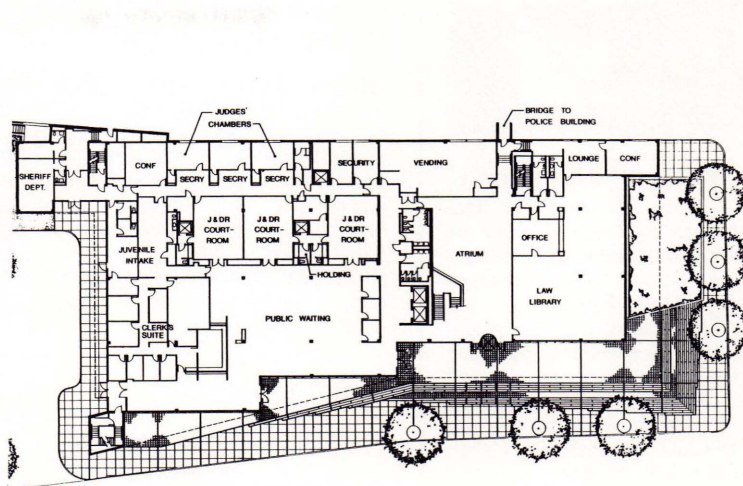 JUDGES'
CHAMBERS
BRIDGE TO
POLICE BUILDING
CONF
SECURITY
VENDING
LOUNGE
CONF
SHERIFF
DEPT.
SECRY
SECRY
SECRY
J & DR
COURT-
ROOM
J & DR
COURT-
ROOM
J & DR
COURT-
ROOM
OFFICE
JUVENILE
INTAKE
ATRIUM
HOLDING
LAW
LIBRARY
CLERK'S
SUITE
PUBLIC WAITING